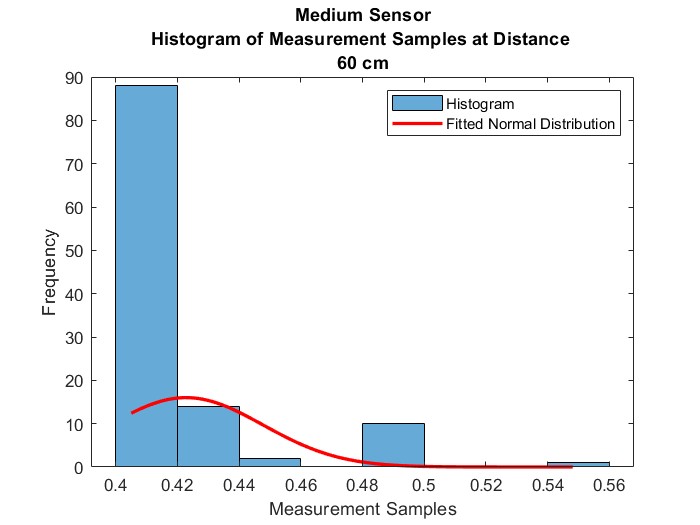 Medium Sensor
Histogram of Measurement Samples at Distance
60 cm
Histogram
Fitted Normal Distribution
Frequency
90
80
70
60
50
40
30
20
10
0
0.4 0.42 0.44 0.46 0.48 0.5 0.52 0.54 0.56
Measurement Samples